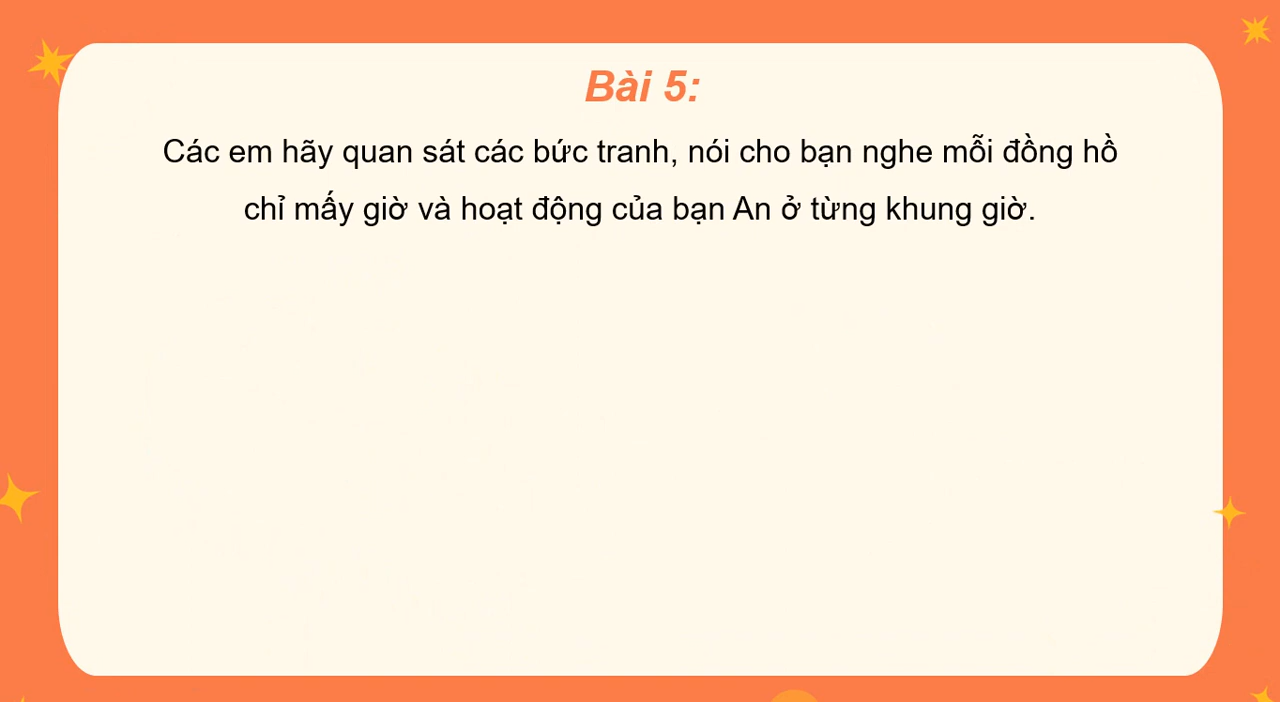 Bài 5:
Các em hãy quan sát các bức tranh, nói cho bạn nghe mỗi đồng hồ
chỉ mấy giờ và hoạt động của bạn An ở từng khung giờ.